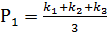 P₁ = (k₁+k₂+k₃)/3